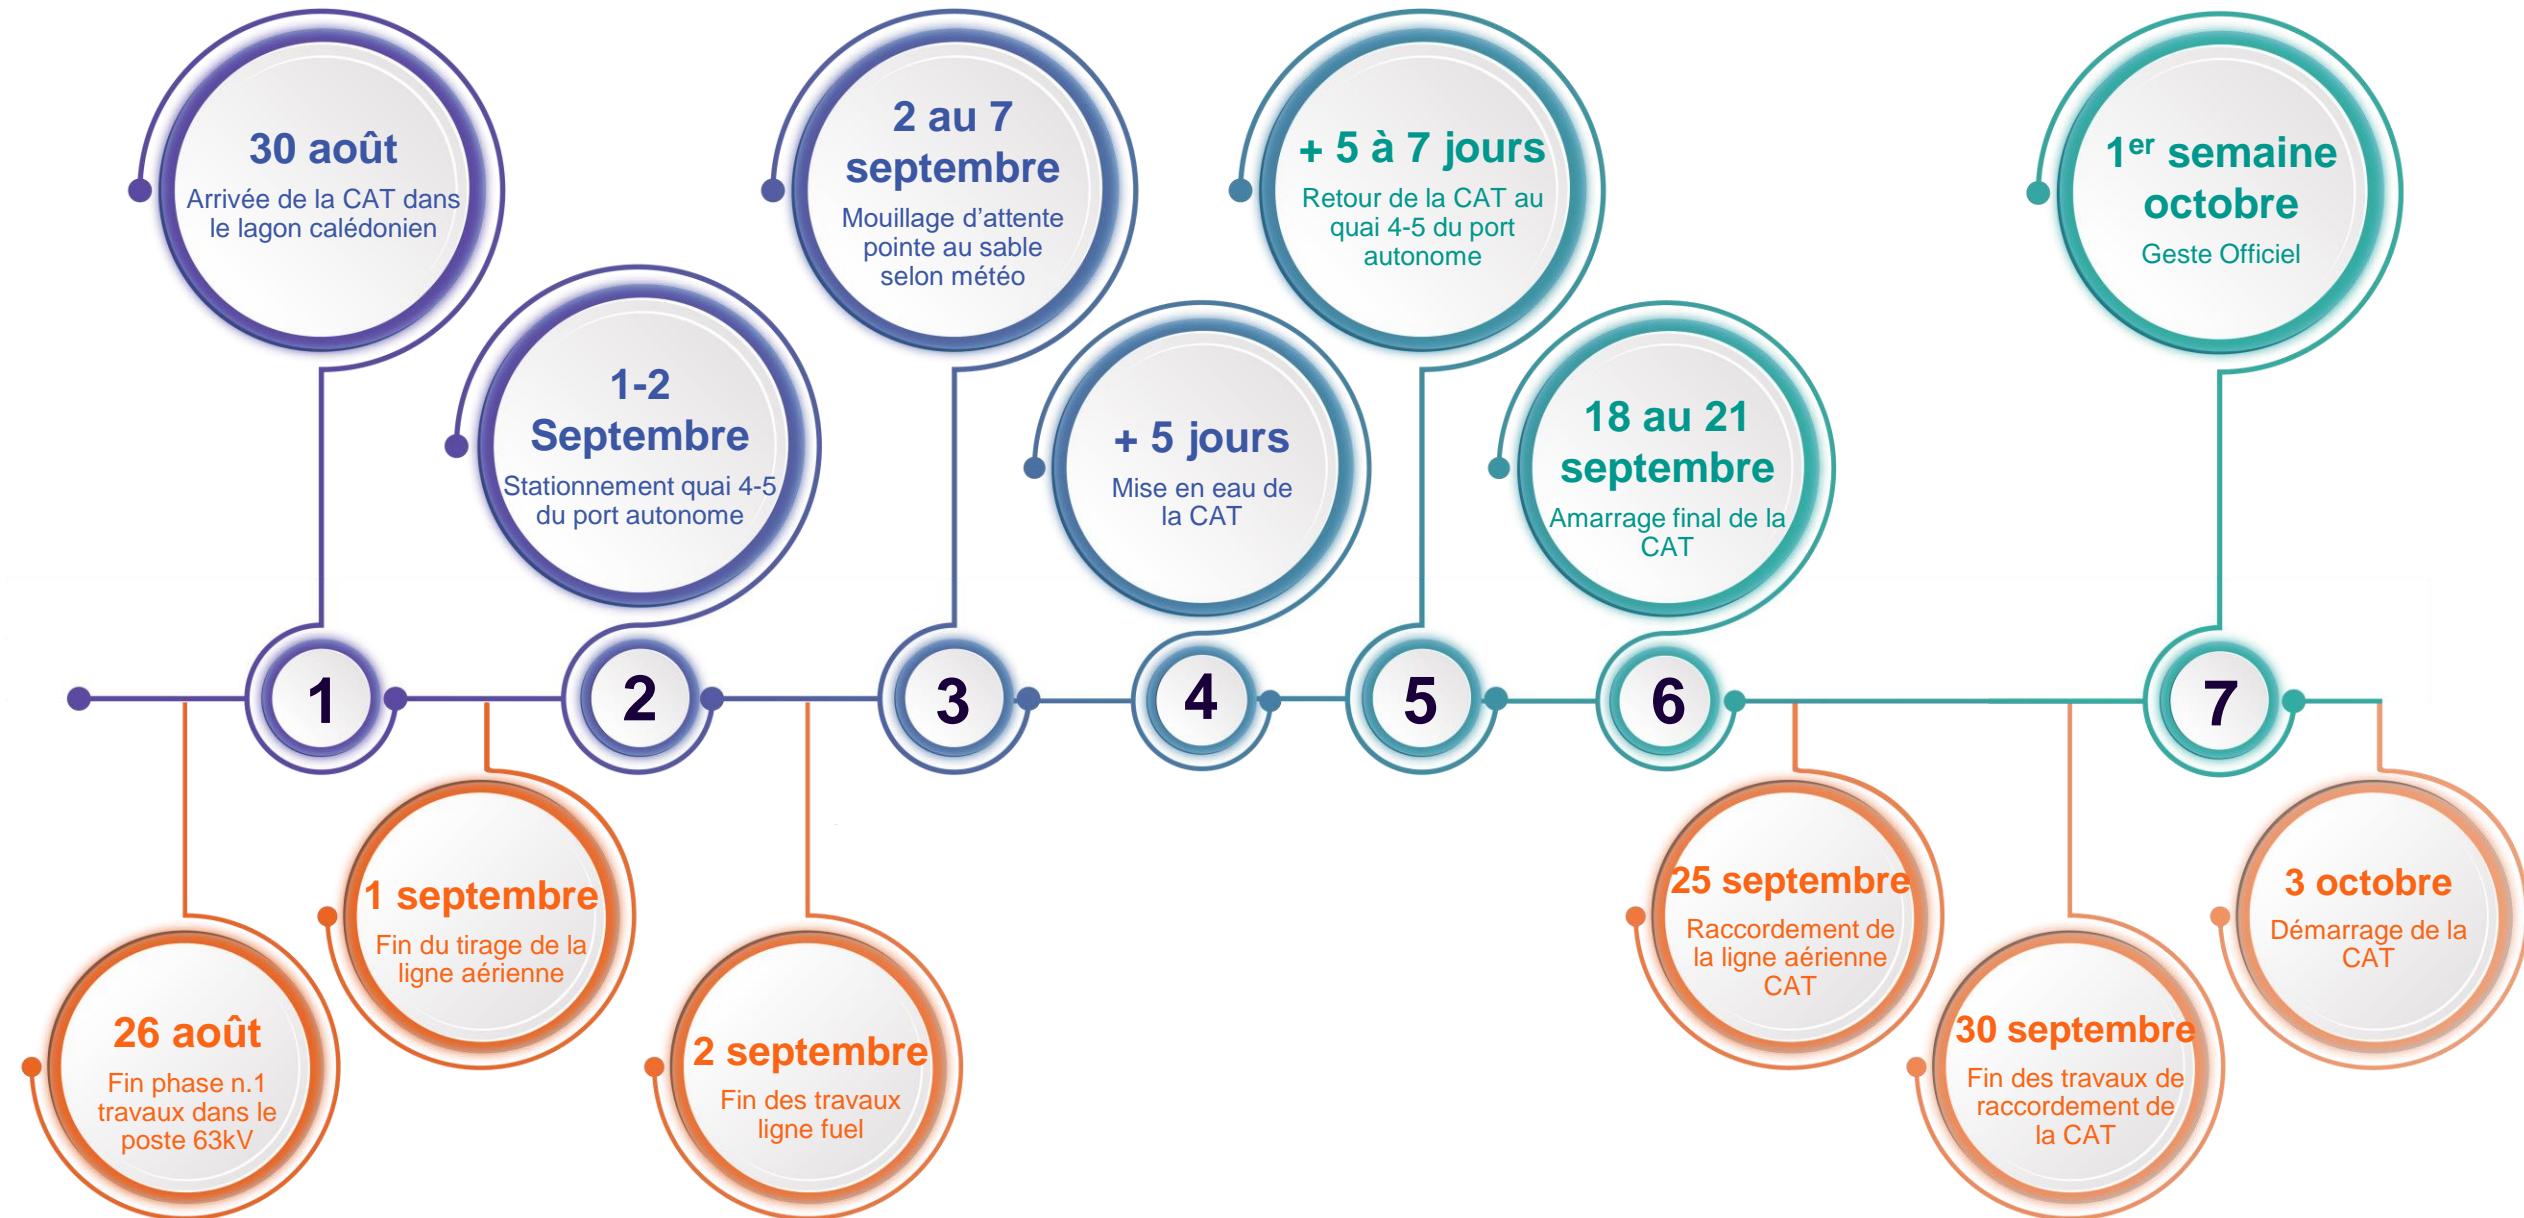 30 août
Arrivée de la CAT dans
le lagon calédonien
1-2
Septembre
Stationnement quai 4-5
du port autonome
2 au 7
septembre
Mouillage d’attente
pointe au sable
selon météo
+ 5 jours
Mise en eau de
la CAT
+ 5 à 7 jours
Retour de la CAT au
quai 4-5 du port
autonome
18 au 21
septembre
Amarrage final de la
CAT
1er semaine
octobre
Geste Officiel
1
2
3
4
5
6
7
26 août
Fin phase n.1
travaux dans le
poste 63kV
1 septembre
Fin du tirage de la
ligne aérienne
2 septembre
Fin des travaux
ligne fuel
25 septembre
Raccordement de
la ligne aérienne
CAT
30 septembre
Fin des travaux de
raccordement de
la CAT
3 octobre
Démarrage de la
CAT